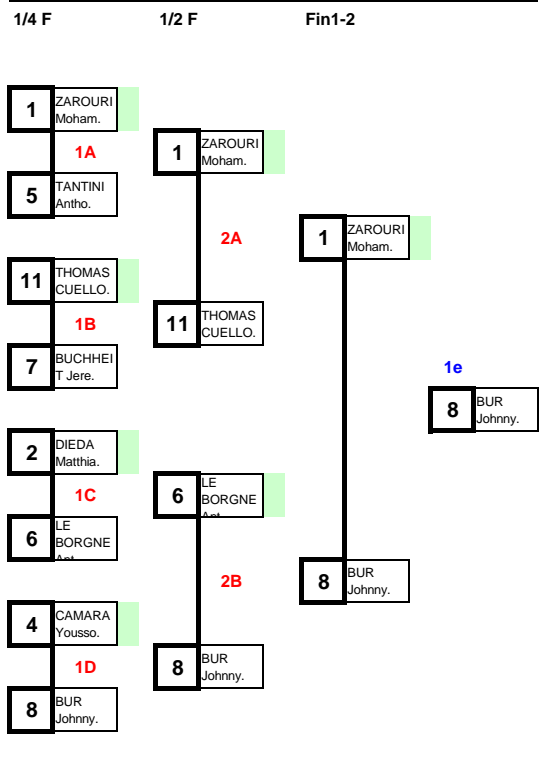 1/4 F 1/2 F Fin1-2
1 ZAROURI
Moham.
1A
5 TANTINI
Antho.
11 THOMAS
CUELLO.
1B
7 BUCHHEI
T Jere.
2 DIEDA
Matthia.
1C
6 LE
BORGNE
Ant.
4 CAMARA
Yousso.
1D
8 BUR
Johnny.
1 ZAROURI
Moham.
2A
11 THOMAS
CUELLO.
6 LE
BORGNE
Ant.
2B
8 BUR
Johnny.
1 ZAROURI
Moham.
8 BUR
Johnny.
1e
8 BUR
Johnny.